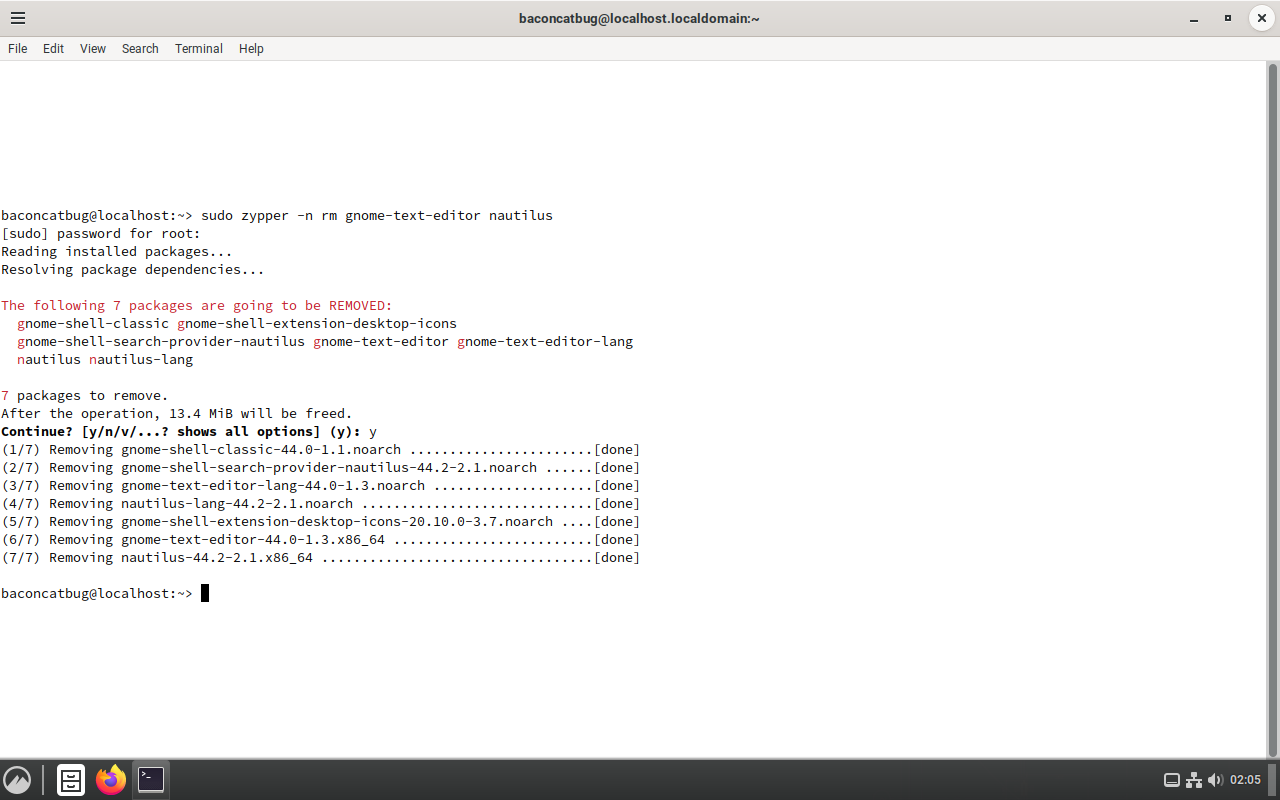 baconcatbug@localhost.localdomain:~
File Edit View Search Terminal Help
baconcatbug@localhost:~> sudo zypper -n rm gnome-text-editor nautilus
[sudo] password for root:
Reading installed packages...
Resolving package dependencies...
The following 7 packages are going to be REMOVED:
  gnome-shell-classic gnome-shell-extension-desktop-icons
  gnome-shell-search-provider-nautilus gnome-text-editor gnome-text-editor-lang
  nautilus nautilus-lang
7 packages to remove.
After the operation, 13.4 MiB will be freed.
Continue? [y/n/v/...? shows all options] (y): y
(1/7) Removing gnome-shell-classic-44.0-1.1.noarch .......................[done]
(2/7) Removing gnome-shell-search-provider-nautilus-44.2-2.1.noarch ......[done]
(3/7) Removing gnome-text-editor-lang-44.0-1.3.noarch ....................[done]
(4/7) Removing nautilus-lang-44.2-2.1.noarch .............................[done]
(5/7) Removing gnome-shell-extension-desktop-icons-20.10.0-3.7.noarch ....[done]
(6/7) Removing gnome-text-editor-44.0-1.3.x86_64 .........................[done]
(7/7) Removing nautilus-44.2-2.1.x86_64 ..................................[done]
baconcatbug@localhost:~>
02:05